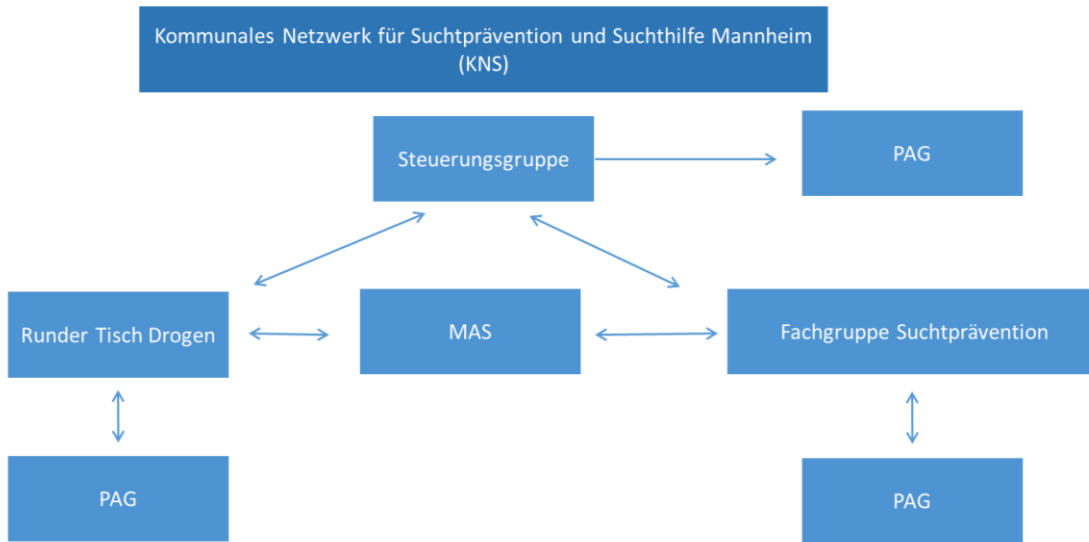 Kommunales Netzwerk für Suchtprävention und Suchthilfe Mannheim
(KNS)
Steuerungsgruppe
PAG
Runder Tisch Drogen
MAS
Fachgruppe Suchtprävention
PAG
PAG